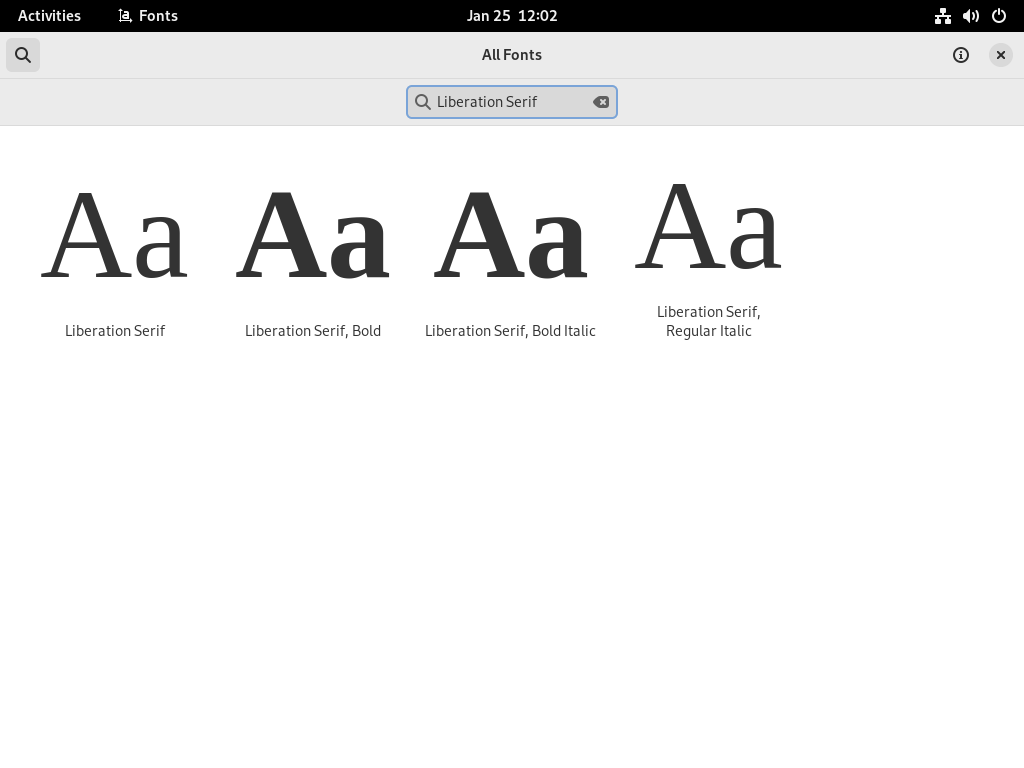 Activities
Fonts
Jan 25 12:02
All Fonts
Liberation Serif
Aa
Aa
Aa
Aa
Liberation Serif
Liberation Serif, Bold
Liberation Serif, Bold Italic
Liberation Serif,
Regular Italic